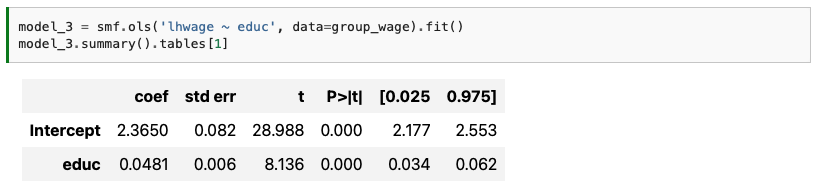 model_3 = smf.ols('lhwage ~ educ', data=group_wage).fit()
model_3.summary().tables[1]
coef std err t P>|t| [0.025 0.975]
Intercept 2.3650 0.082 28.988 0.000 2.177 2.553
educ 0.0481 0.006 8.136 0.000 0.034 0.062